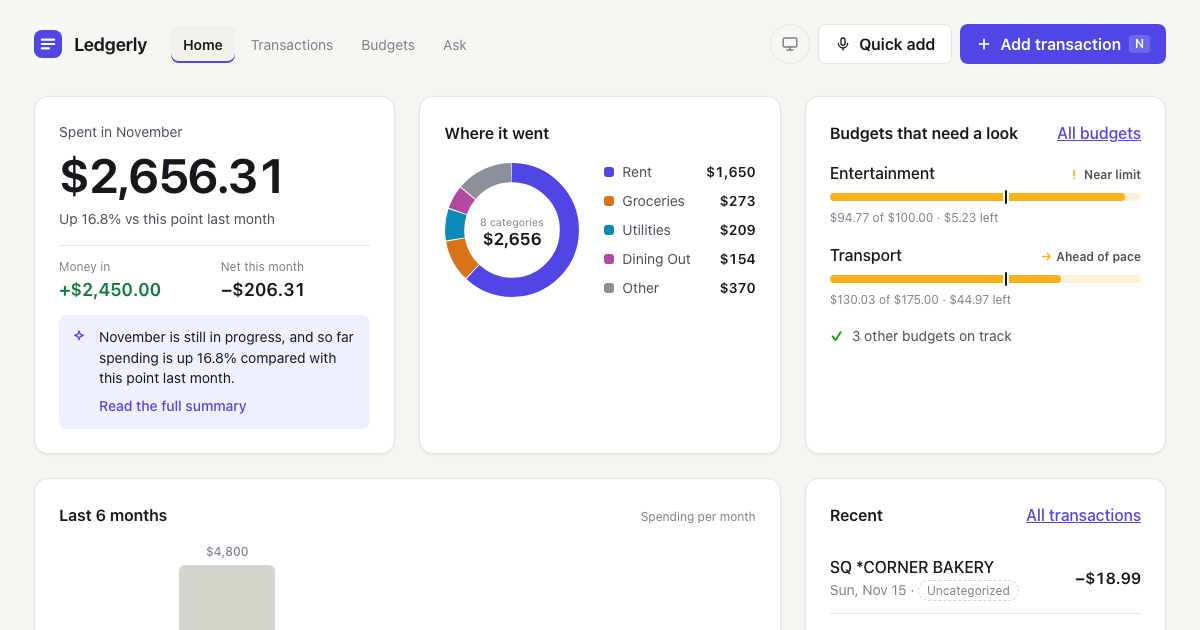 Ledgerly
Home
Transactions
Budgets
Ask
Quick add
Add transaction N
Spent in November
$2,656.31
Up 16.8% vs this point last month
Money in
+$2,450.00
Net this month
−$206.31
November is still in progress, and so far
spending is up 16.8% compared with
this point last month.
Read the full summary
Where it went
8 categories
$2,656
Rent $1,650
Groceries $273
Utilities $209
Dining Out $154
Other $370
Budgets that need a look
All budgets
Entertainment
! Near limit
$94.77 of $100.00 · $5.23 left
Transport
→ Ahead of pace
$130.03 of $175.00 · $44.97 left
3 other budgets on track
Last 6 months
Spending per month
$4,800
Recent
All transactions
SQ *CORNER BAKERY
−$18.99
Sun, Nov 15 · Uncategorized